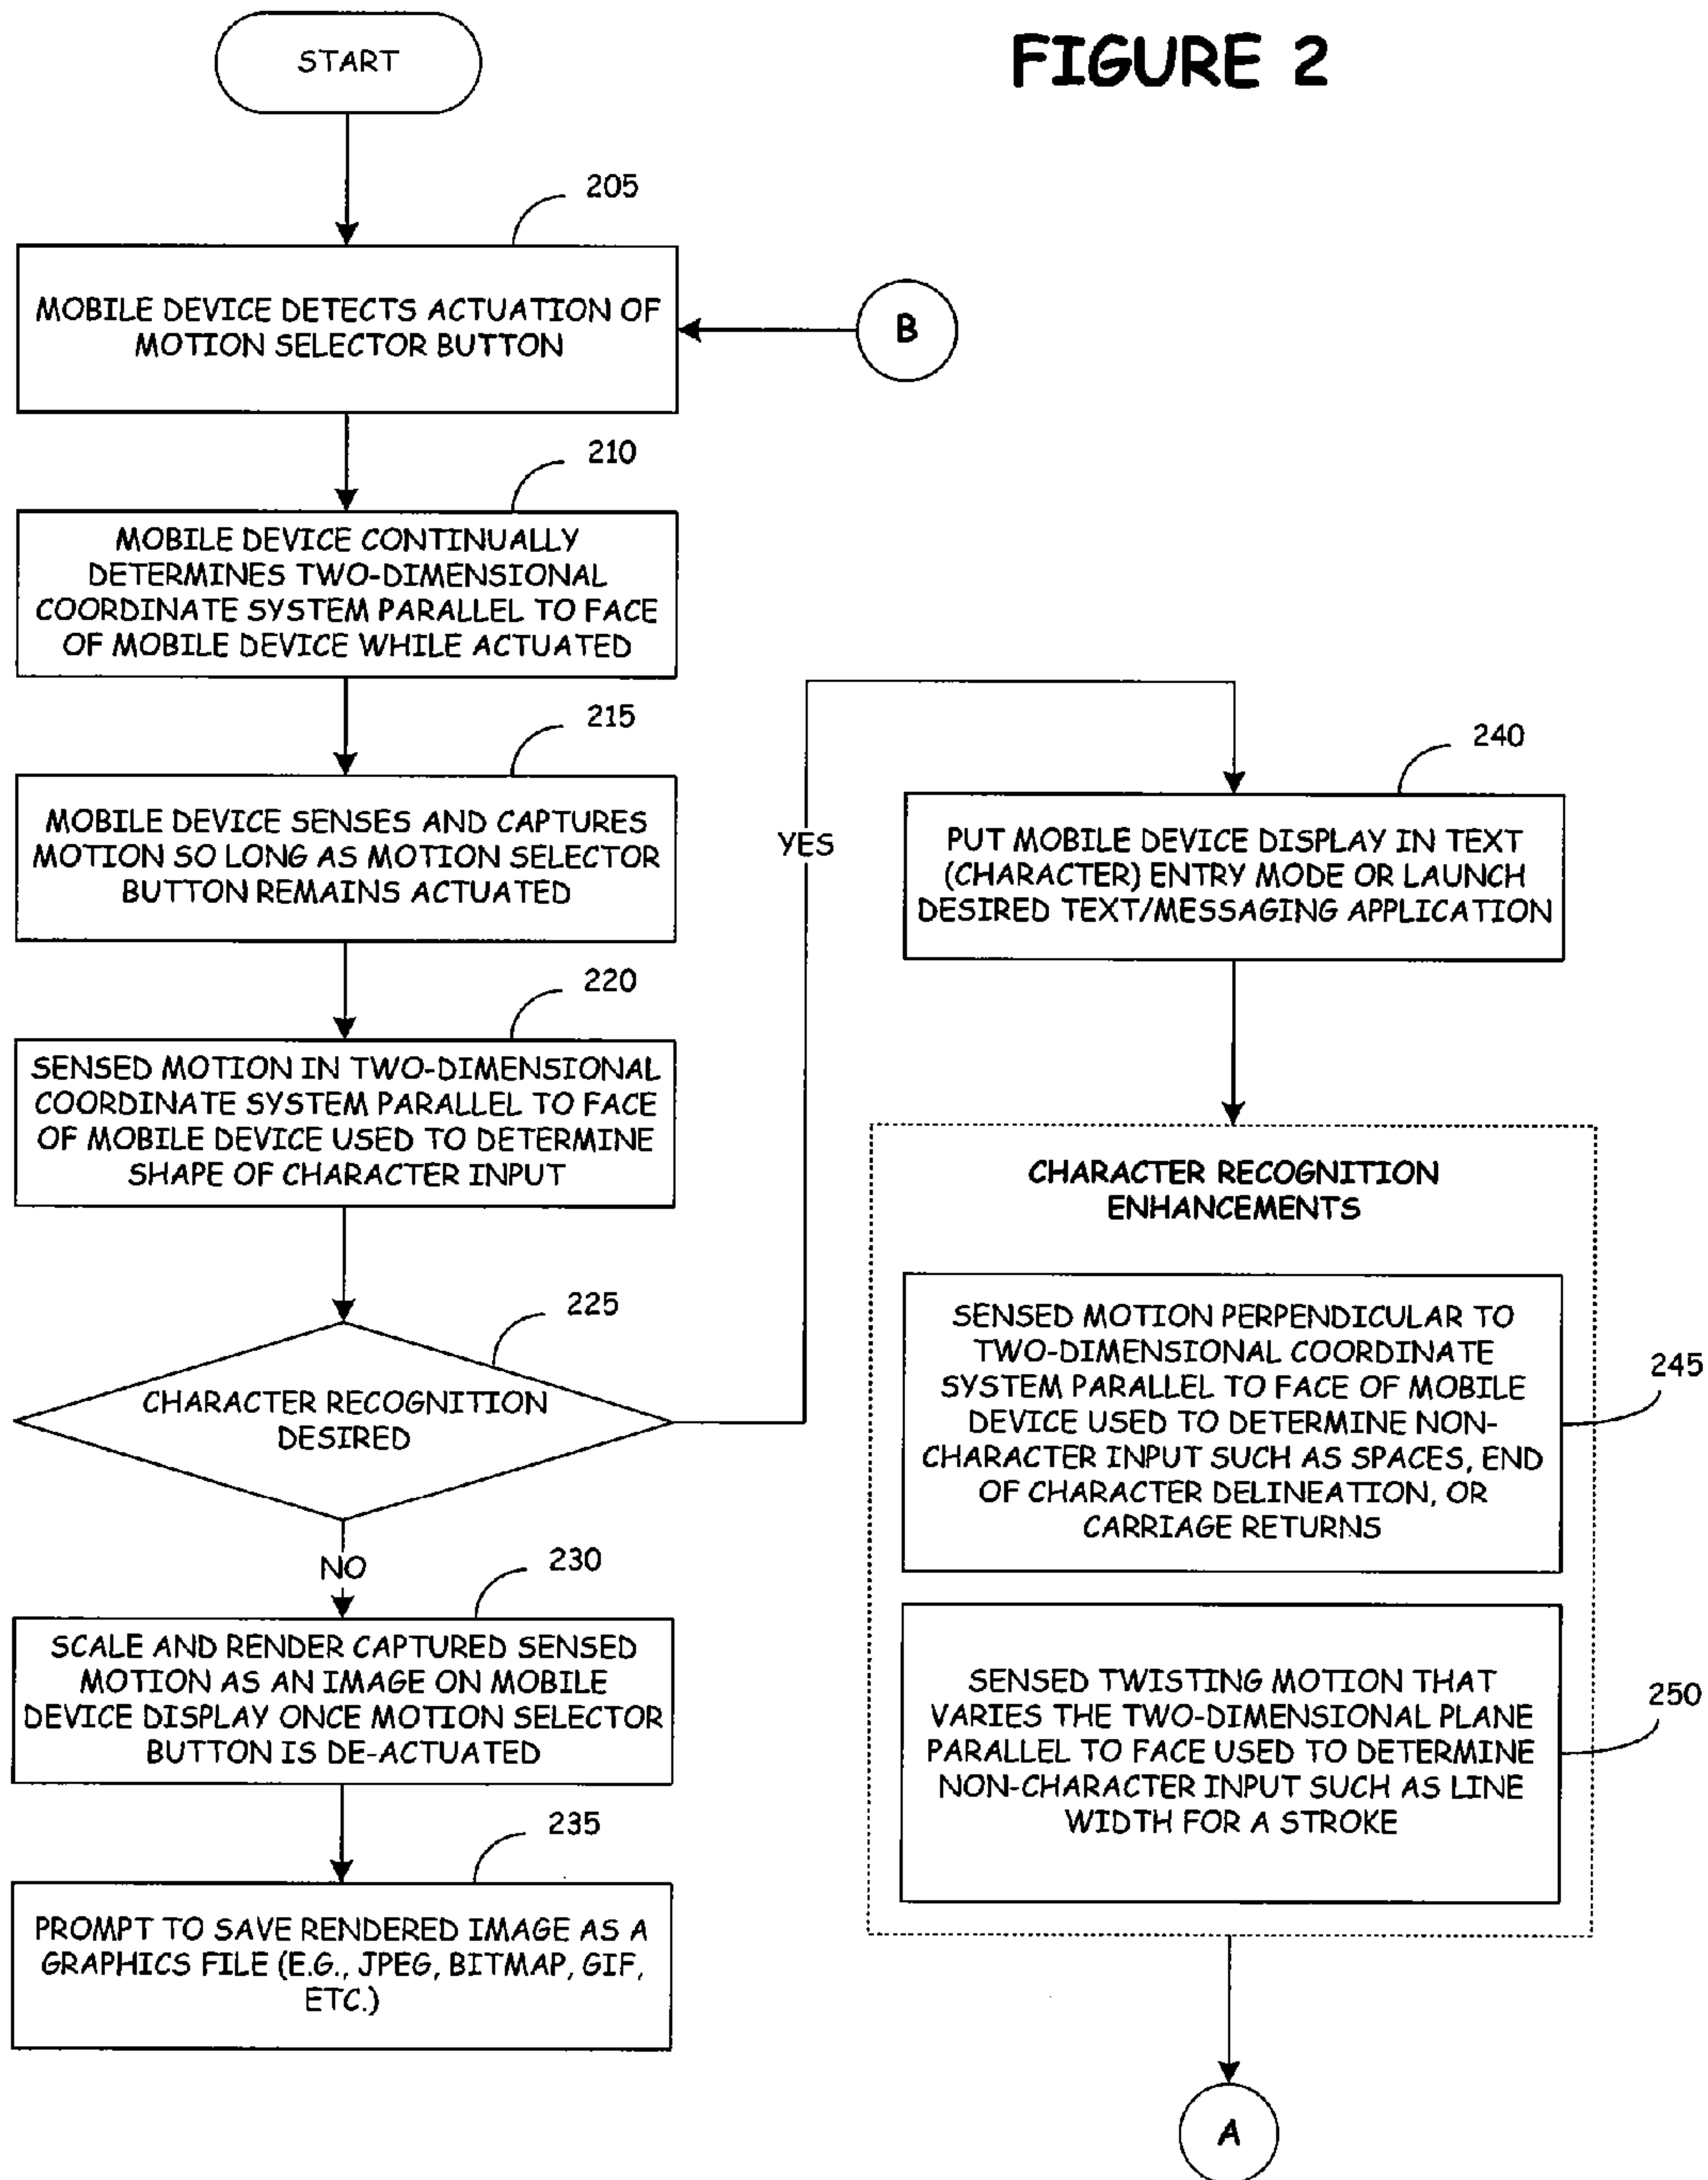 FIGURE 2
START
205
MOBILE DEVICE DETECTS ACTUATION OF
MOTION SELECTOR BUTTON
B
210
MOBILE DEVICE CONTINUALLY
DETERMINES TWO-DIMENSIONAL
COORDINATE SYSTEM PARALLEL TO FACE
OF MOBILE DEVICE WHILE ACTUATED
215
MOBILE DEVICE SENSES AND CAPTURES
MOTION SO LONG AS MOTION SELECTOR
BUTTON REMAINS ACTUATED
220
SENSED MOTION IN TWO-DIMENSIONAL
COORDINATE SYSTEM PARALLEL TO FACE
OF MOBILE DEVICE USED TO DETERMINE
SHAPE OF CHARACTER INPUT
225
CHARACTER RECOGNITION
DESIRED
NO
230
SCALE AND RENDER CAPTURED SENSED
MOTION AS AN IMAGE ON MOBILE
DEVICE DISPLAY ONCE MOTION SELECTOR
BUTTON IS DE-ACTUATED
235
PROMPT TO SAVE RENDERED IMAGE AS A
GRAPHICS FILE (E.G., JPEG, BITMAP, GIF,
ETC.)
YES
240
PUT MOBILE DEVICE DISPLAY IN TEXT
(CHARACTER) ENTRY MODE OR LAUNCH
DESIRED TEXT/MESSAGING APPLICATION
CHARACTER RECOGNITION
ENHANCEMENTS
SENSED MOTION PERPENDICULAR TO
TWO-DIMENSIONAL COORDINATE
SYSTEM PARALLEL TO FACE OF MOBILE
DEVICE USED TO DETERMINE NON-
CHARACTER INPUT SUCH AS SPACES, END
OF CHARACTER DELINEATION, OR
CARRIAGE RETURNS
245
SENSED TWISTING MOTION THAT
VARIES THE TWO-DIMENSIONAL PLANE
PARALLEL TO FACE USED TO DETERMINE
NON-CHARACTER INPUT SUCH AS LINE
WIDTH FOR A STROKE
250
A